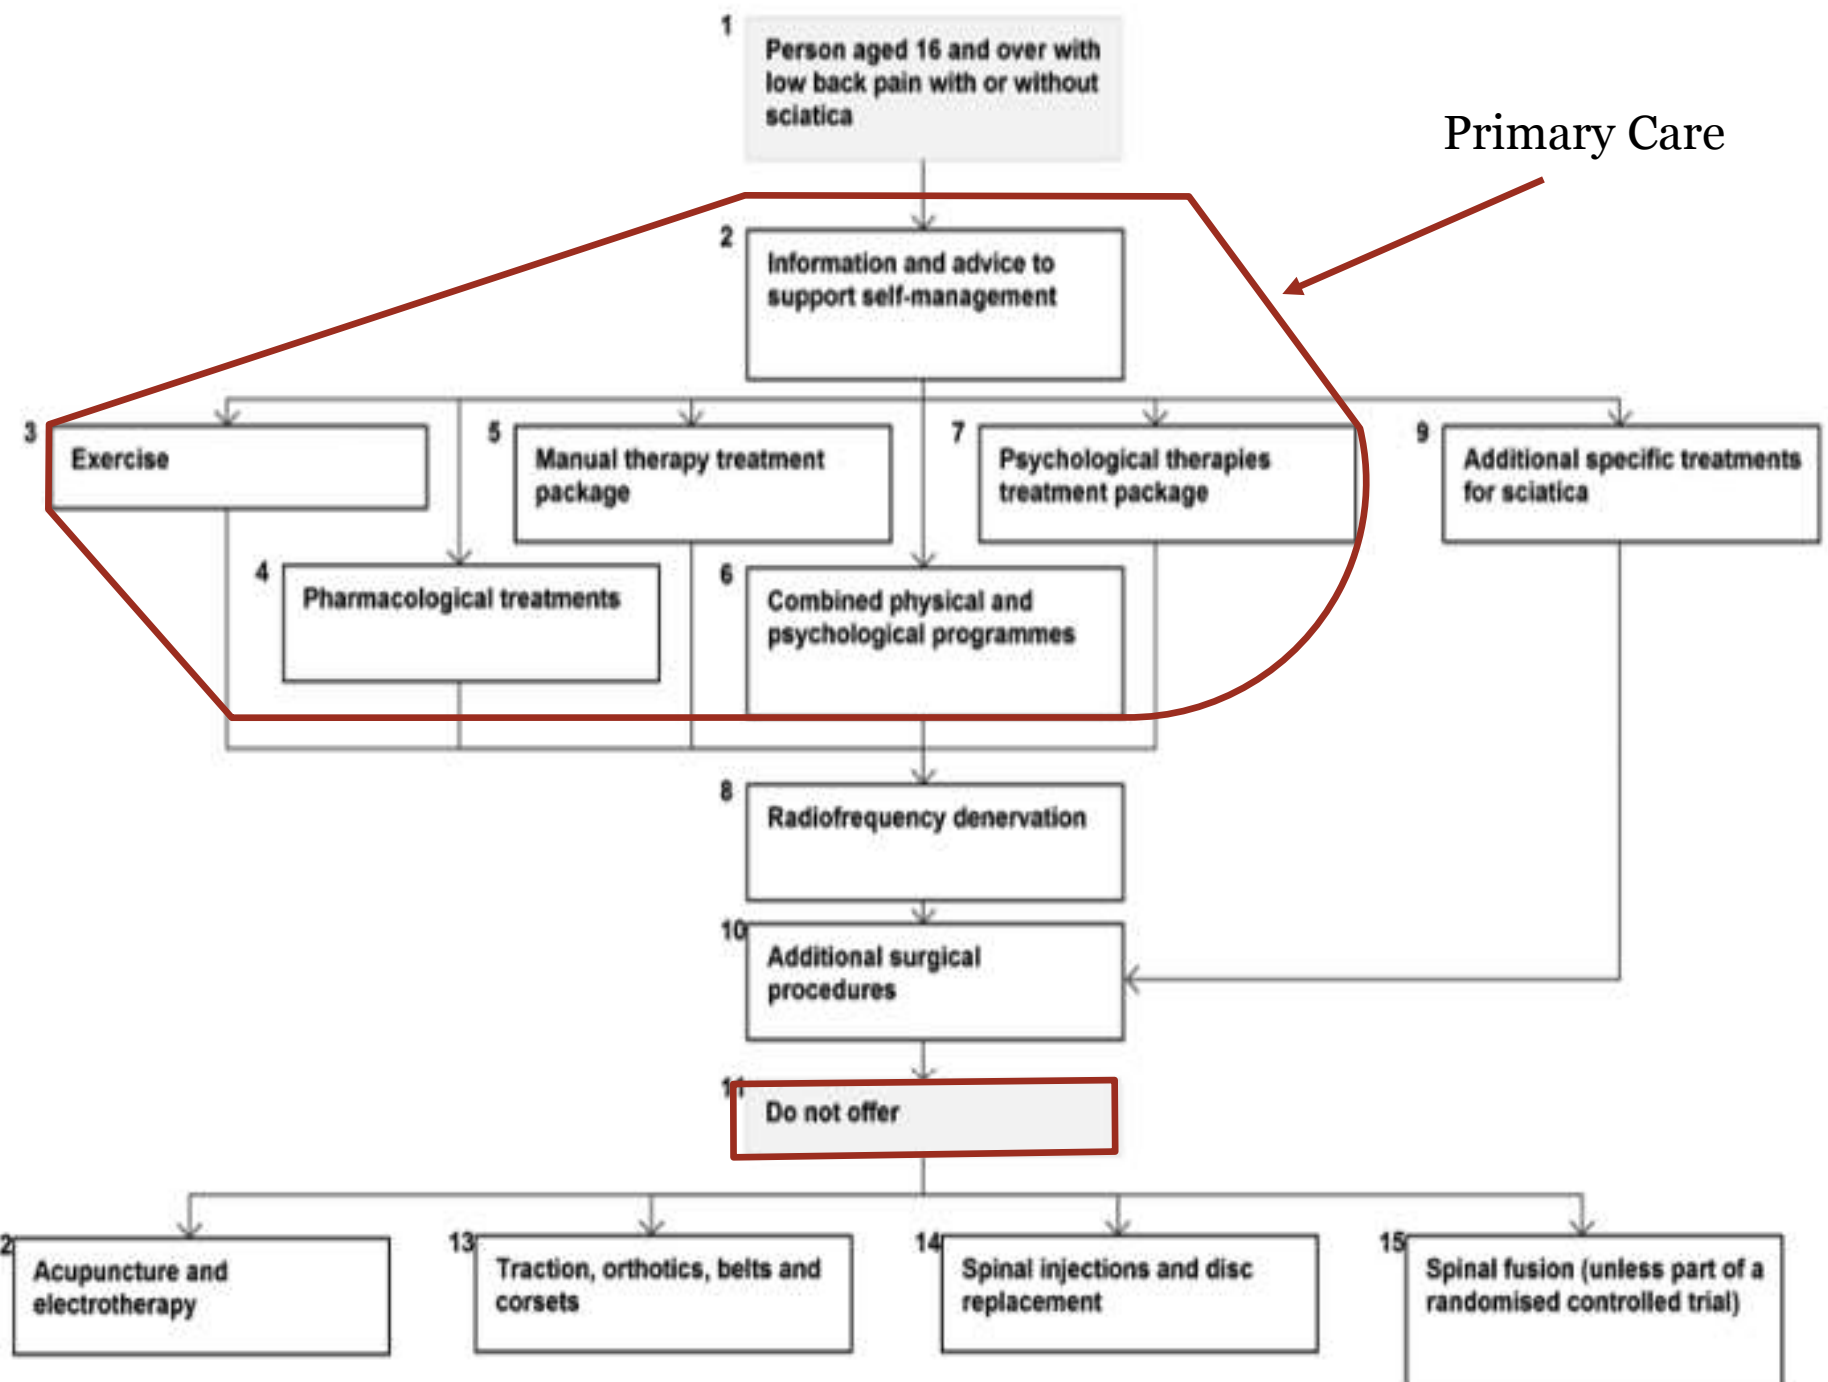 1
Person aged 16 and over with
low back pain with or without
sciatica
Primary Care
2
Information and advice to
support self-management
3
Exercise
5
Manual therapy treatment
package
7
Psychological therapies
treatment package
9
Additional specific treatments
for sciatica
4
Pharmacological treatments
6
Combined physical and
psychological programmes
8
Radiofrequency denervation
10
Additional surgical
procedures
11
Do not offer
2
Acupuncture and
electrotherapy
13
Traction, orthotics, belts and
corsets
14
Spinal injections and disc
replacement
15
Spinal fusion (unless part of a
randomised controlled trial)